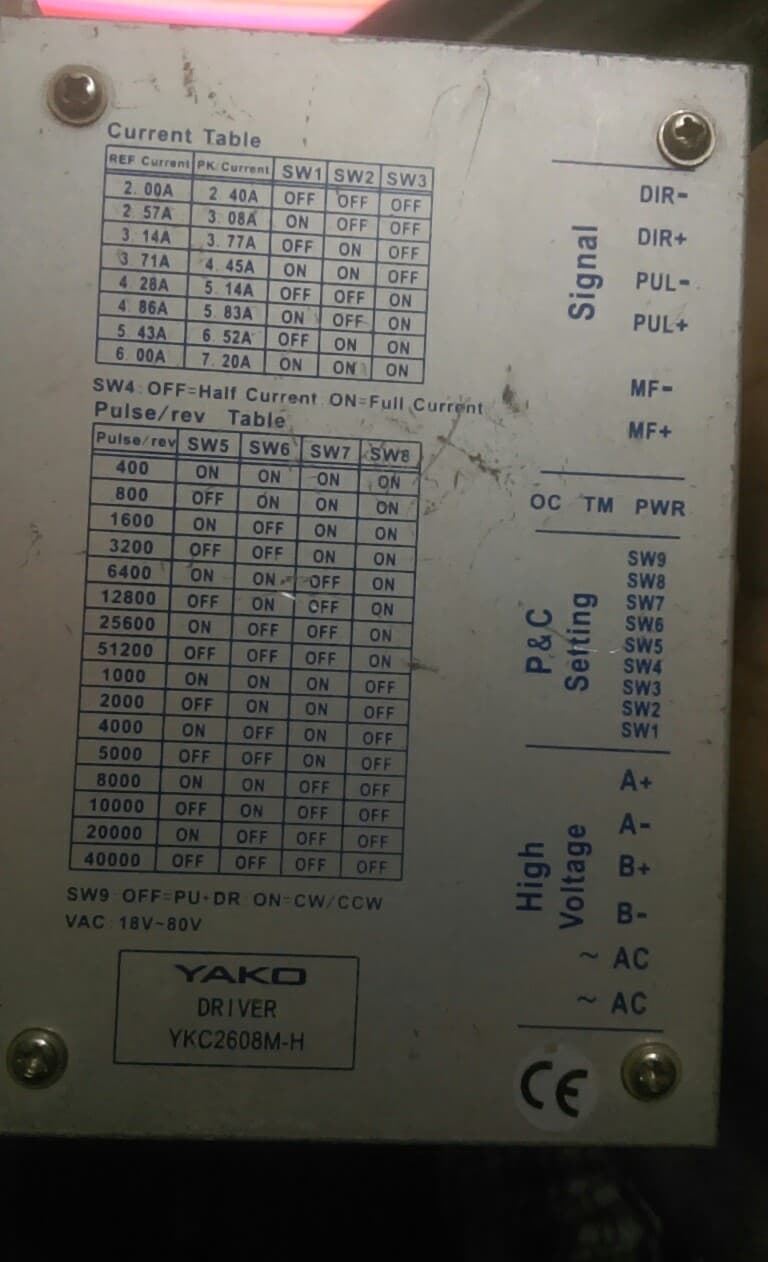 Current Table
REF Current PK Current SW1 SW2 SW3
2.00A 2.40A OFF OFF OFF
2.57A 3.08A ON OFF OFF
3.14A 3.77A OFF ON OFF
3.71A 4.45A ON ON OFF
4.28A 5.14A OFF OFF ON
4.86A 5.83A ON OFF ON
5.43A 6.52A OFF ON ON
6.00A 7.20A ON ON ON
SW4:OFF=Half Current ON=Full Current
Pulse/rev Table
Pulse/rev SW5 SW6 SW7 SW8
400 ON ON ON ON
800 OFF ON ON ON
1600 ON OFF ON ON
3200 OFF OFF ON ON
6400 ON ON OFF ON
12800 OFF ON OFF ON
25600 ON OFF OFF ON
51200 OFF OFF OFF ON
1000 ON ON ON OFF
2000 OFF ON ON OFF
4000 ON OFF ON OFF
5000 OFF OFF ON OFF
8000 ON ON OFF OFF
10000 OFF ON OFF OFF
20000 ON OFF OFF OFF
40000 OFF OFF OFF OFF
SW9 OFF=PU+DR ON=CW/CCW
VAC:18V~80V
YAKO
DRIVER
YKC2608M-H
Signal
DIR-
DIR+
PUL-
PUL+
MF-
MF+
OC TM PWR
P&C
Setting
SW9
SW8
SW7
SW6
SW5
SW4
SW3
SW2
SW1
High
Voltage
A+
A-
B+
B-
~ AC
~ AC
CE